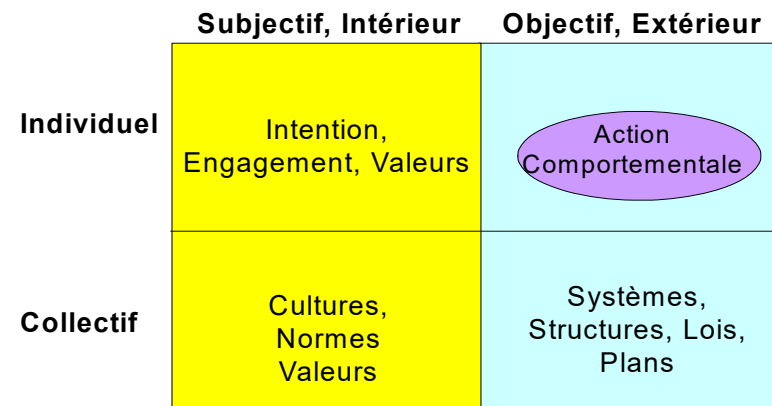 Subjectif, Intérieur
Objectif, Extérieur
Individuel
Intention,
Engagement, Valeurs
Action
Comportementale
Collectif
Cultures,
Normes
Valeurs
Systèmes,
Structures, Lois,
Plans